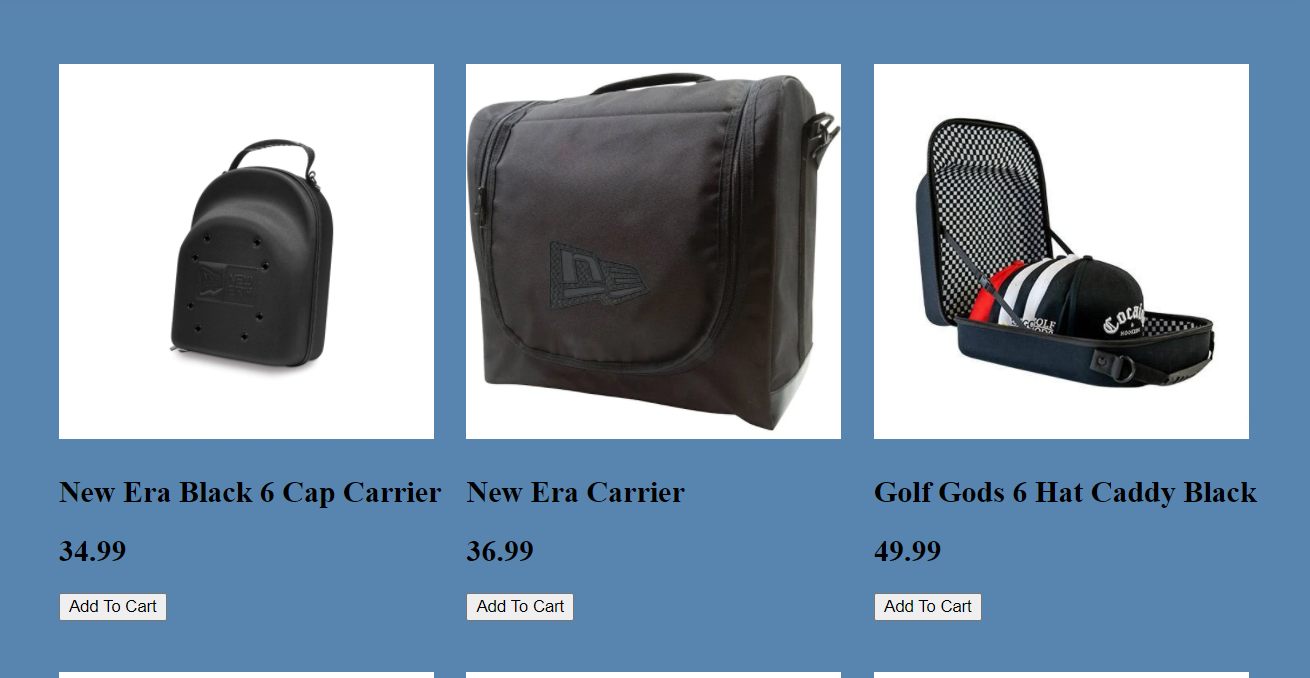 New Era Black 6 Cap Carrier
34.99
Add To Cart
New Era Carrier
36.99
Add To Cart
Golf Gods 6 Hat Caddy Black
49.99
Add To Cart